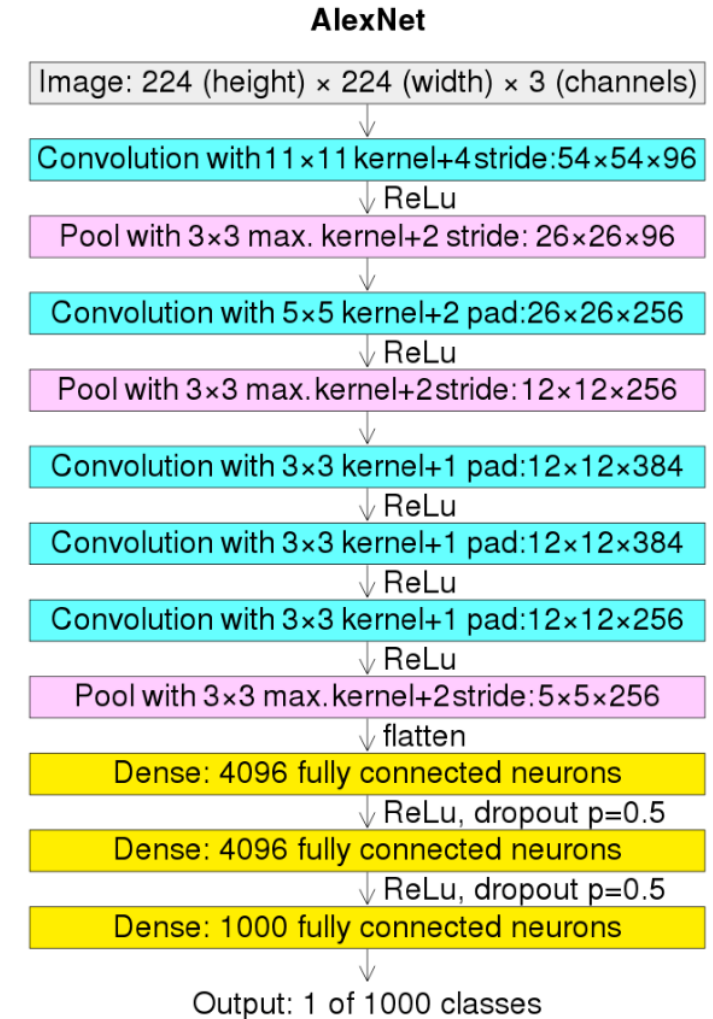 AlexNet
Image: 224 (height) × 224 (width) × 3 (channels)
Convolution with 11×11 kernel+4 stride:54×54×96
ReLu
Pool with 3×3 max. kernel+2 stride: 26×26×96
Convolution with 5×5 kernel+2 pad:26×26×256
ReLu
Pool with 3×3 max.kernel+2stride:12×12×256
Convolution with 3×3 kernel+1 pad:12×12×384
ReLu
Convolution with 3×3 kernel+1 pad:12×12×384
ReLu
Convolution with 3×3 kernel+1 pad:12×12×256
ReLu
Pool with 3×3 max.kernel+2stride:5×5×256
flatten
Dense: 4096 fully connected neurons
ReLu, dropout p=0.5
Dense: 4096 fully connected neurons
ReLu, dropout p=0.5
Dense: 1000 fully connected neurons
Output: 1 of 1000 classes